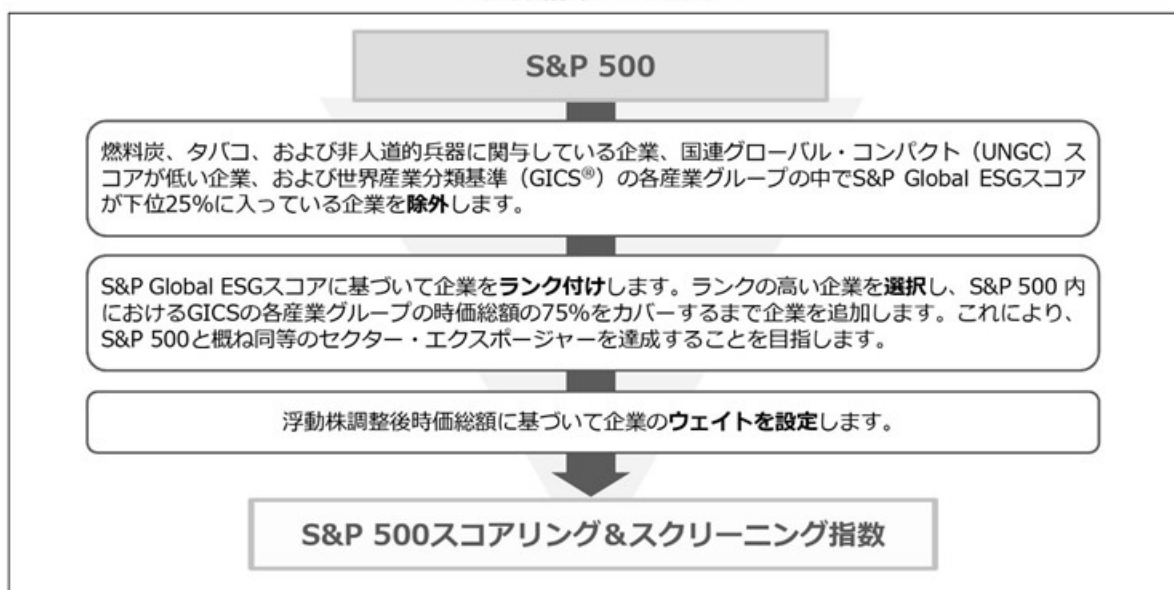 S&P 500
燃料炭、タバコ、および非人道的兵器に関与している企業、国連グローバル・コンパクト（UNGC）ス
コアが低い企業、および世界産業分類基準（GICS®）の各産業グループの中でS&P Global ESGスコア
が下位25%に入っている企業を除外します。
S&P Global ESGスコアに基づいて企業をランク付けします。ランクの高い企業を選択し、S&P 500 内
におけるGICSの各産業グループの時価総額の75%をカバーするまで企業を追加します。これにより、
S&P 500と概ね同等のセクター・エクスポージャーを達成することを目指します。
浮動株調整後時価総額に基づいて企業のウェイトを設定します。
S&P 500スコアリング＆スクリーニング指数